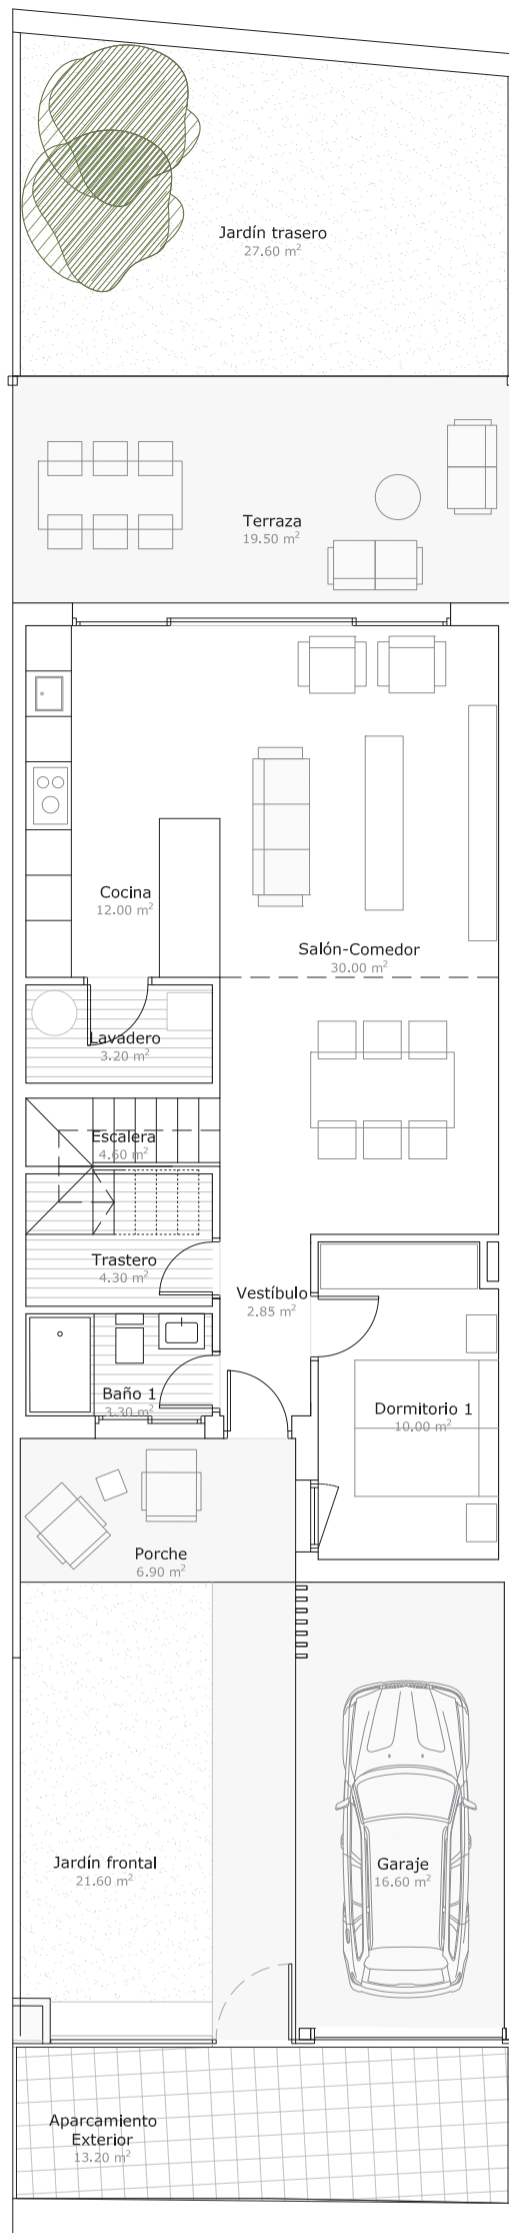 Jardín trasero
27.60 m²
Terraza
19.50 m²
Cocina
12.00 m²
Salón-Comedor
30.00 m²
Lavadero
3.20 m²
Escalera
4.60 m²
Trastero
4.30 m²
Vestíbulo
2.85 m²
Baño 1
3.30 m²
Dormitorio 1
10.00 m²
Porche
6.90 m²
Jardín frontal
21.60 m²
Garaje
16.60 m²
Aparcamiento
Exterior
13.20 m²